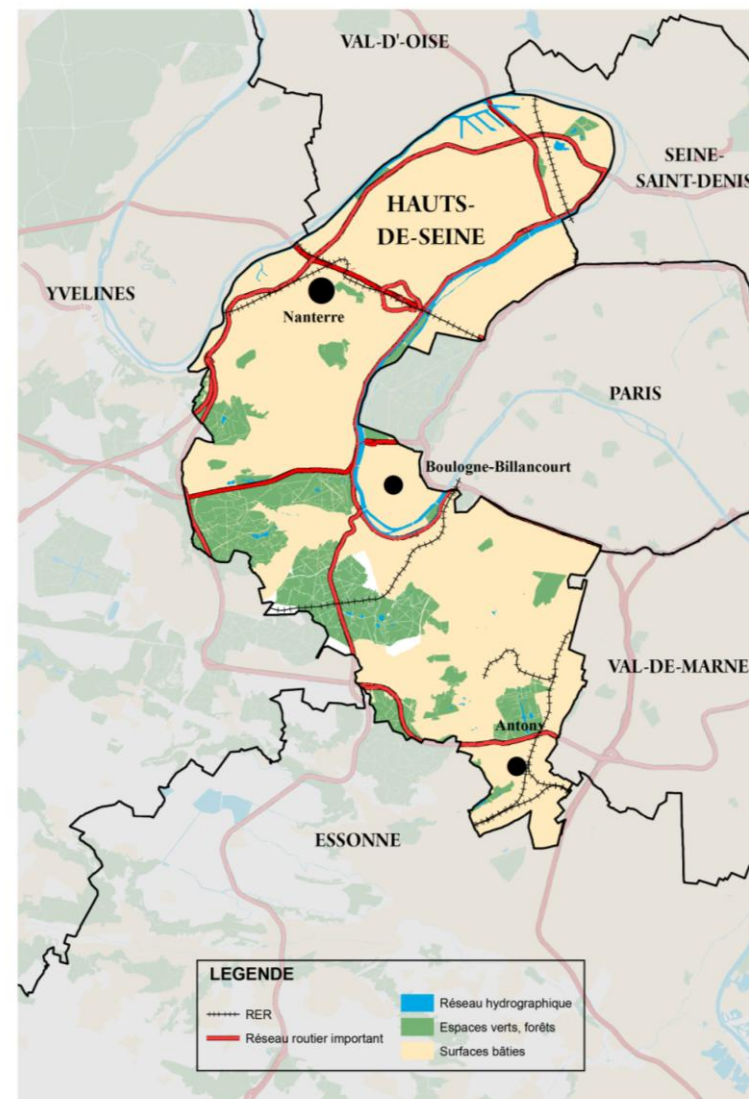 VAL-D'-OISE
SEINE-
SAINT-DENIS
HAUTS-
DE-SEINE
YVELINES
Nanterre
PARIS
Boulogne-Billancourt
VAL-DE-MARNE
Antony
ESSONNE
LEGENDE
RER
Réseau routier important
Réseau hydrographique
Espaces verts, forêts
Surfaces bâties